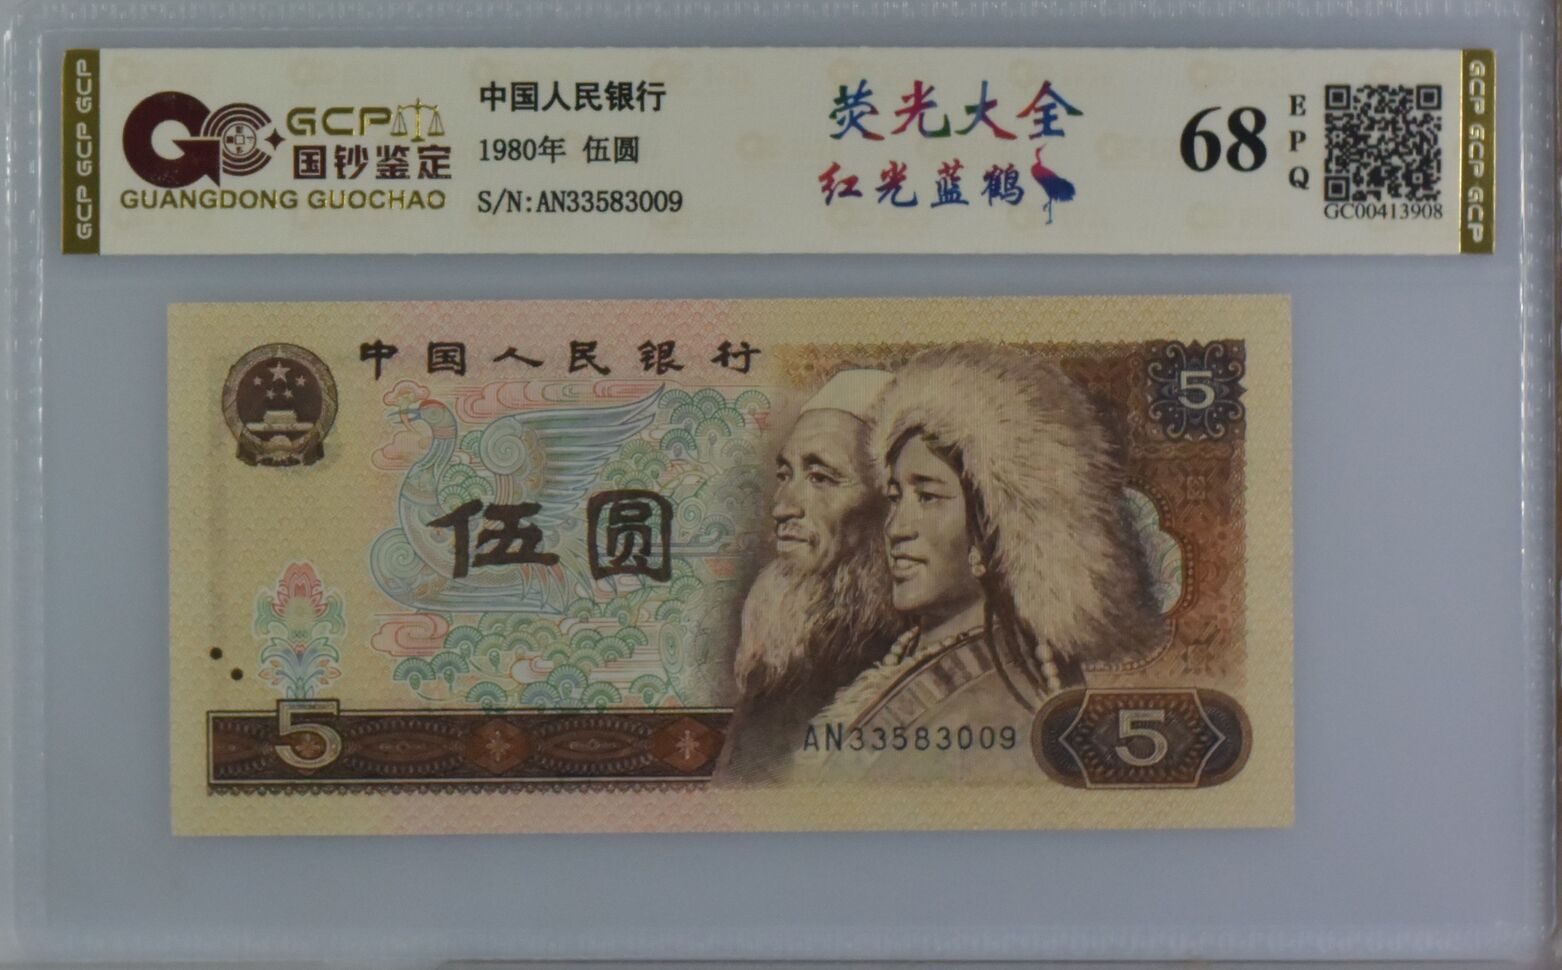 GCP GCP GCP
GCP
国钞鉴定
GUANGDONG GUOCHAO
中国人民银行
1980年 伍圆
S/N:AN33583009
荧光大全
红光蓝鹤
68
EPQ
GC00413908
GCP GCP GCP
中国人民银行
5
伍圆
5
AN33583009
5